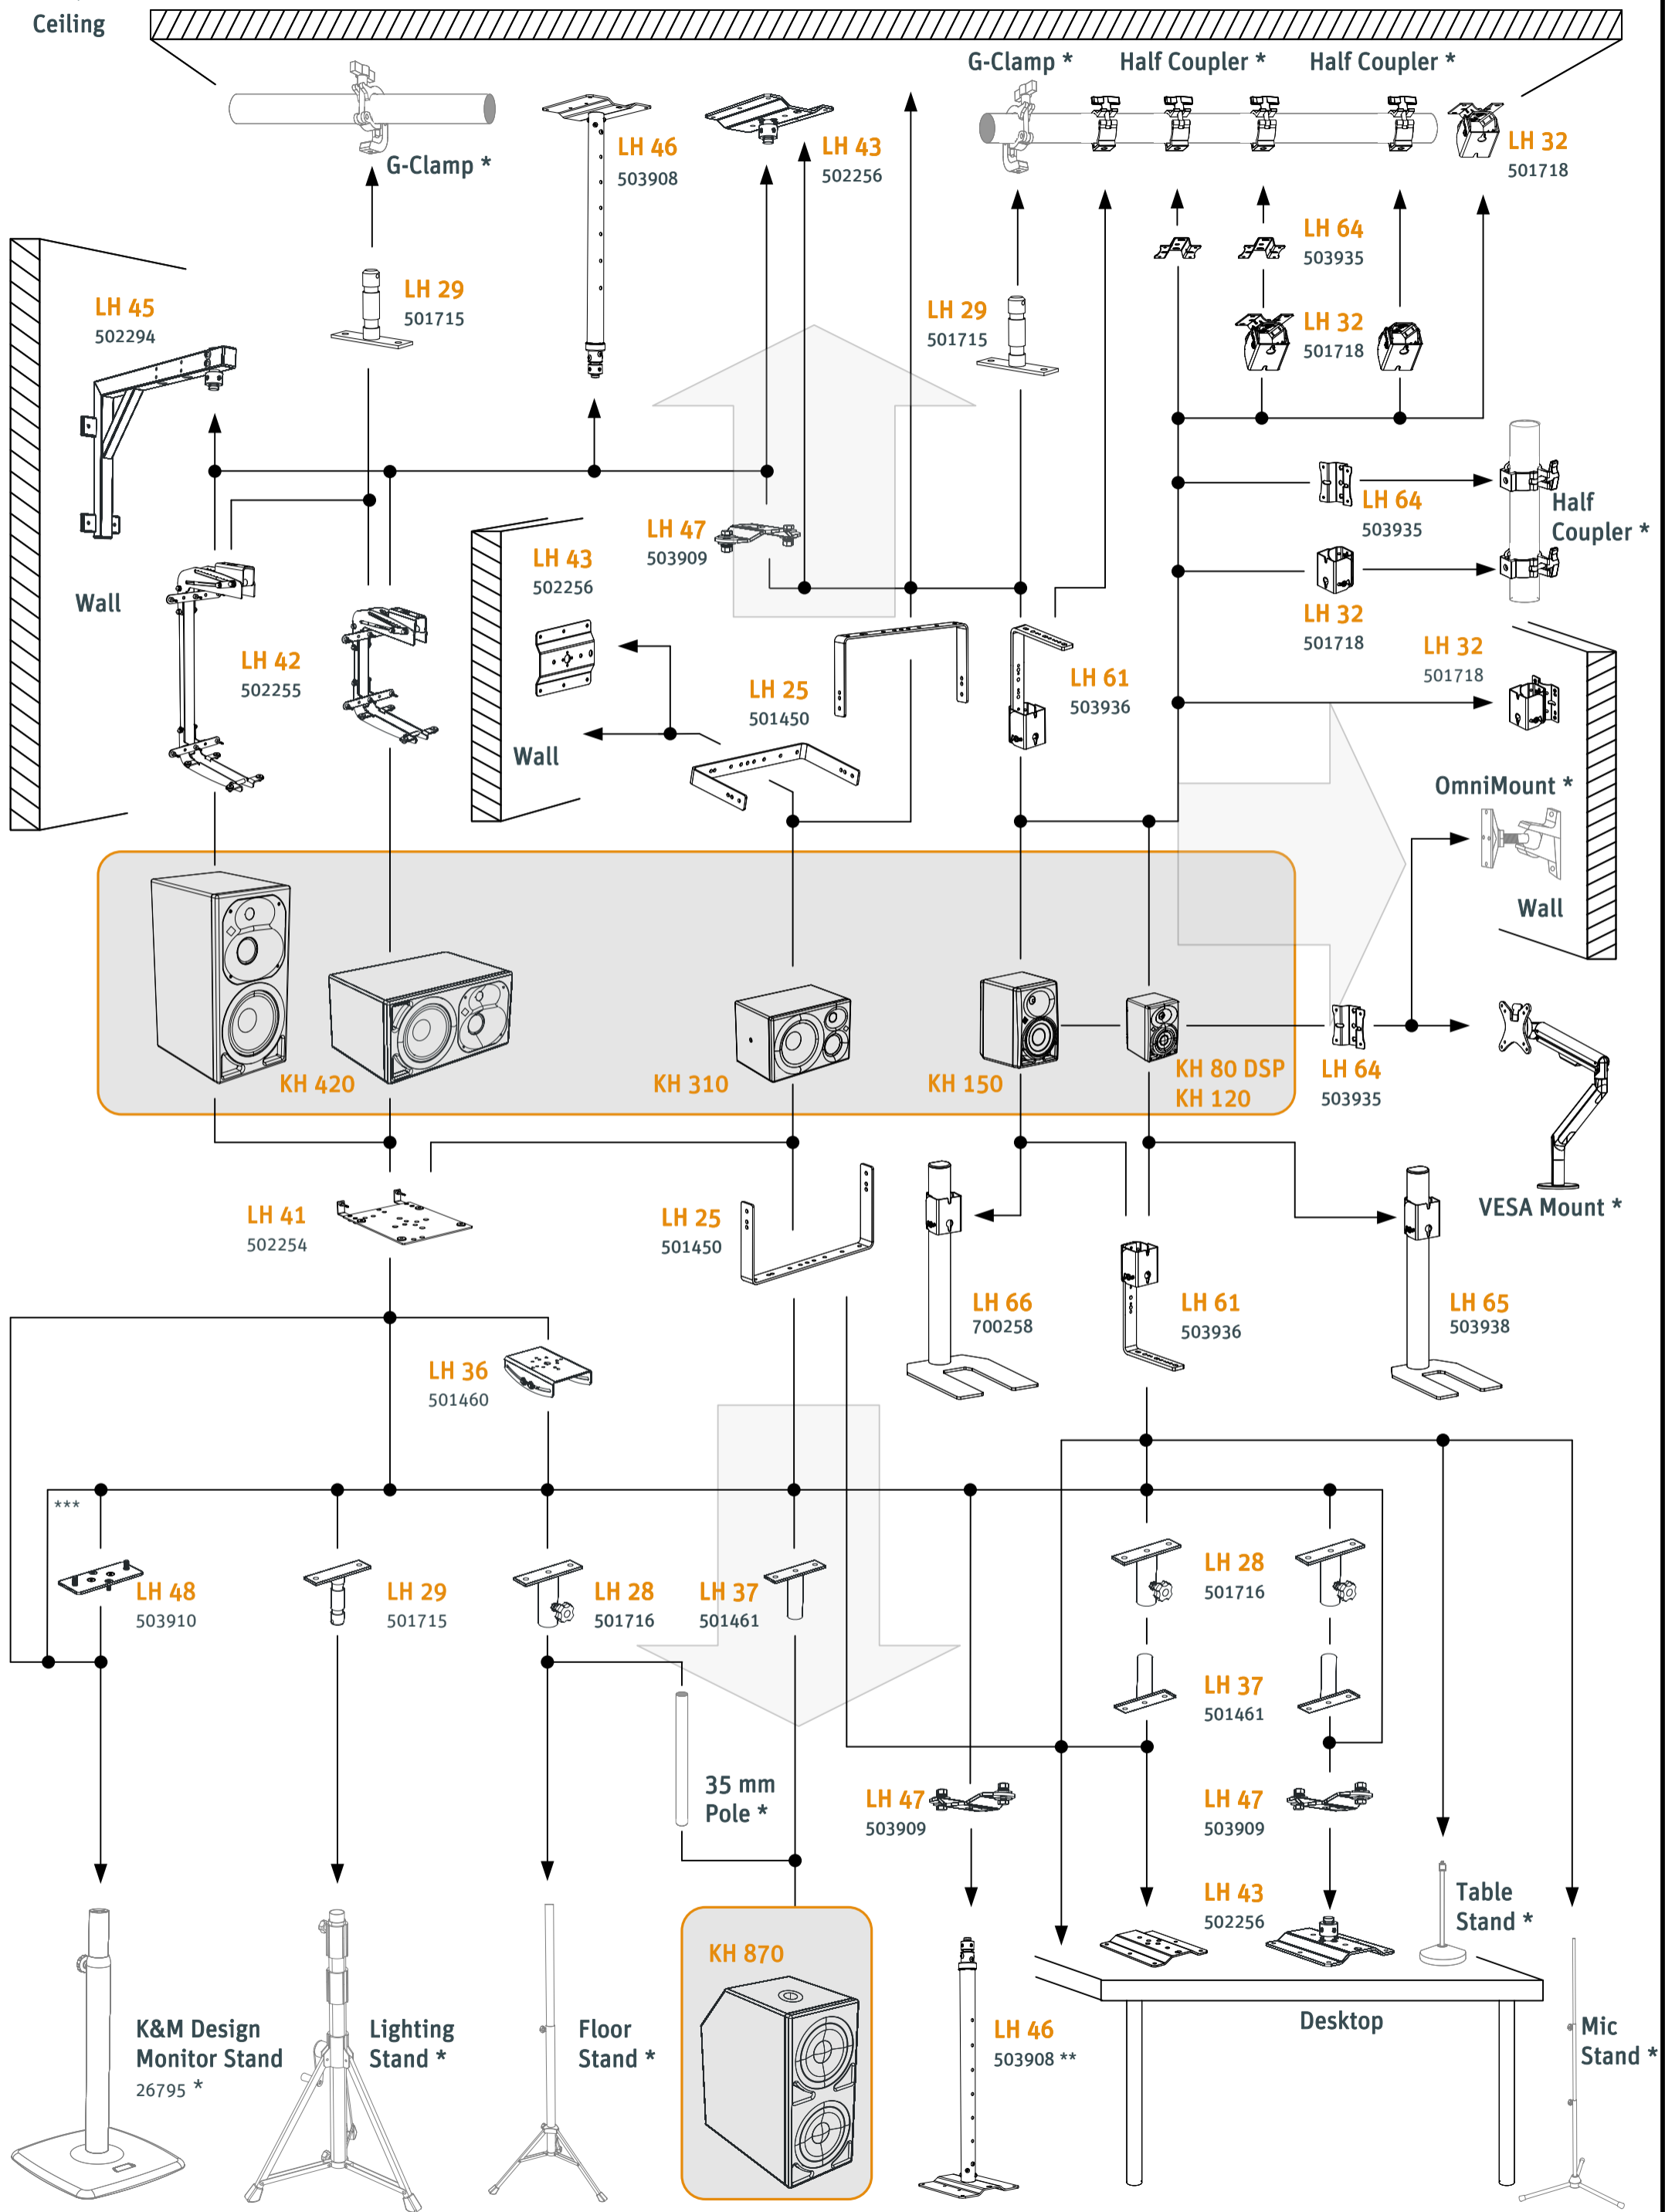 Ceiling
G-Clamp *
Half Coupler *
Half Coupler *
G-Clamp *
LH 46
503908
LH 43
502256
LH 32
501718
LH 64
503935
LH 45
502294
LH 29
501715
LH 29
501715
LH 32
501718
LH 64
503935
Half
Coupler *
LH 47
503909
LH 43
502256
Wall
LH 32
501718
LH 32
501718
LH 42
502255
LH 25
501450
LH 61
503936
Wall
OmniMount *
Wall
KH 420
KH 310
KH 150
KH 80 DSP
KH 120
LH 64
503935
VESA Mount *
LH 41
502254
LH 25
501450
LH 66
700258
LH 61
503936
LH 65
503938
LH 36
501460
***
LH 48
503910
LH 29
501715
LH 28
501716
LH 37
501461
LH 28
501716
LH 37
501461
35 mm
Pole *
LH 47
503909
LH 47
503909
LH 43
502256
Table
Stand *
KH 870
K&M Design
Monitor Stand
26795 *
Lighting
Stand *
Floor
Stand *
LH 46
503908 **
Desktop
Mic
Stand *